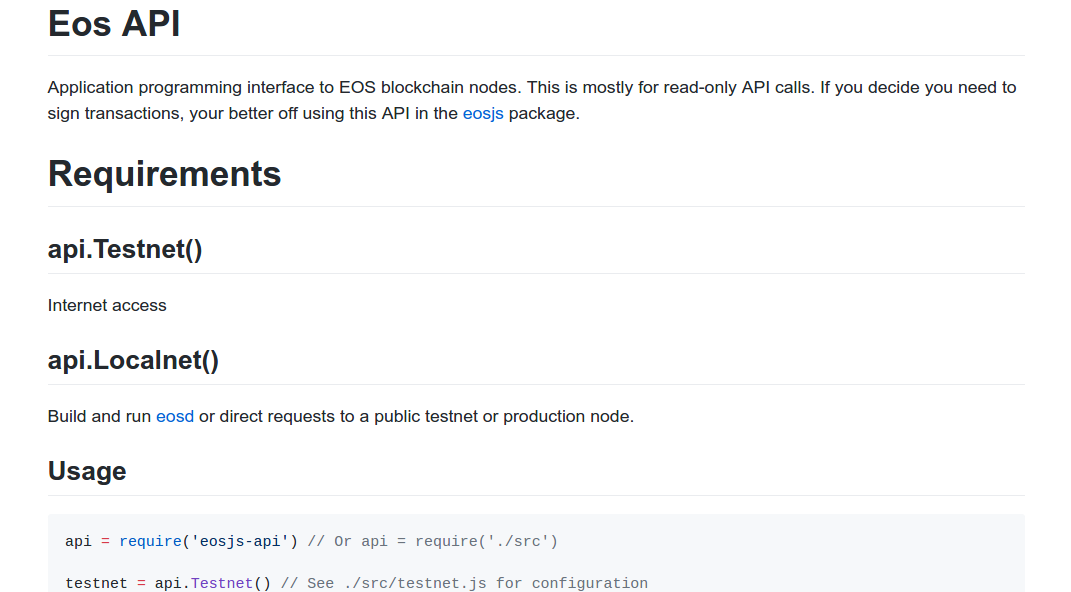 Eos API
Application programming interface to EOS blockchain nodes. This is mostly for read-only API calls. If you decide you need to
sign transactions, your better off using this API in the eosjs package.
Requirements
api.Testnet()
Internet access
api.Localnet()
Build and run eosd or direct requests to a public testnet or production node.
Usage
api = require('eosjs-api') // Or api = require('./src')
testnet = api.Testnet() // See ./src/testnet.js for configuration